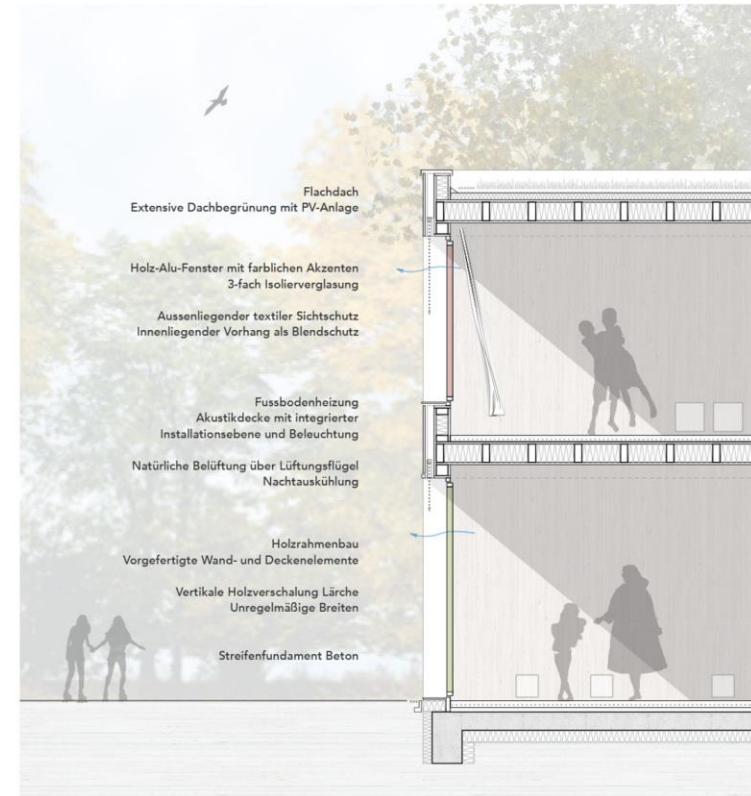 Flachdach
Extensive Dachbegrünung mit PV-Anlage
Holz-Alu-Fenster mit farblichen Akzenten
3-fach Isolierverglasung
Aussenliegender textiler Sichtschutz
Innenliegender Vorhang als Blendschutz
Fussbodenheizung
Akustikdecke mit integrierter
Installationsebene und Beleuchtung
Natürliche Belüftung über Lüftungsflügel
Nachtauskühlung
Holzrahmenbau
Vorgefertigte Wand- und Deckenelemente
Vertikale Holzverschalung Lärche
Unregelmäßige Breiten
Streifenfundament Beton